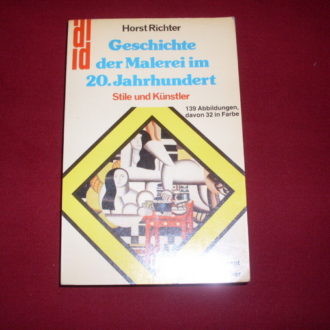 Horst Richter
Geschichte
der Malerei im
20. Jahrhundert
Stile und Künstler
139 Abbildungen,
davon 32 in Farbe